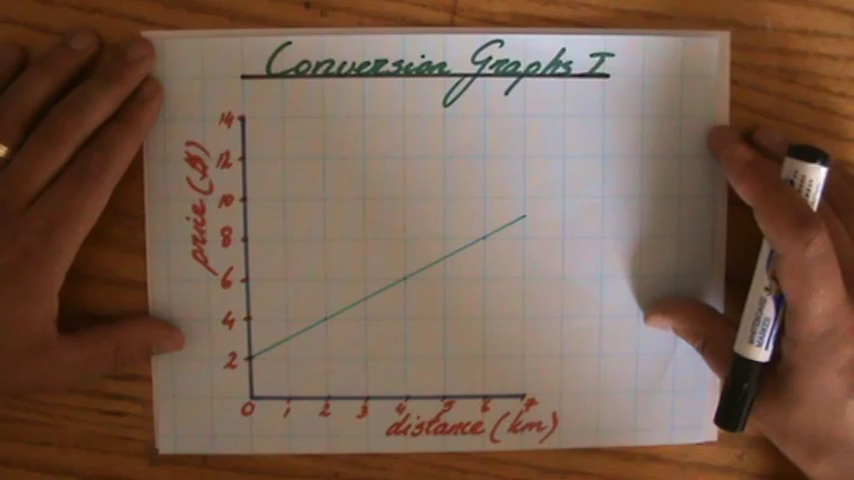 Conversion Graphs I
price ($)
14
12
10
8
6
4
2
0 1 2 3 4 5 6 7
distance (km)